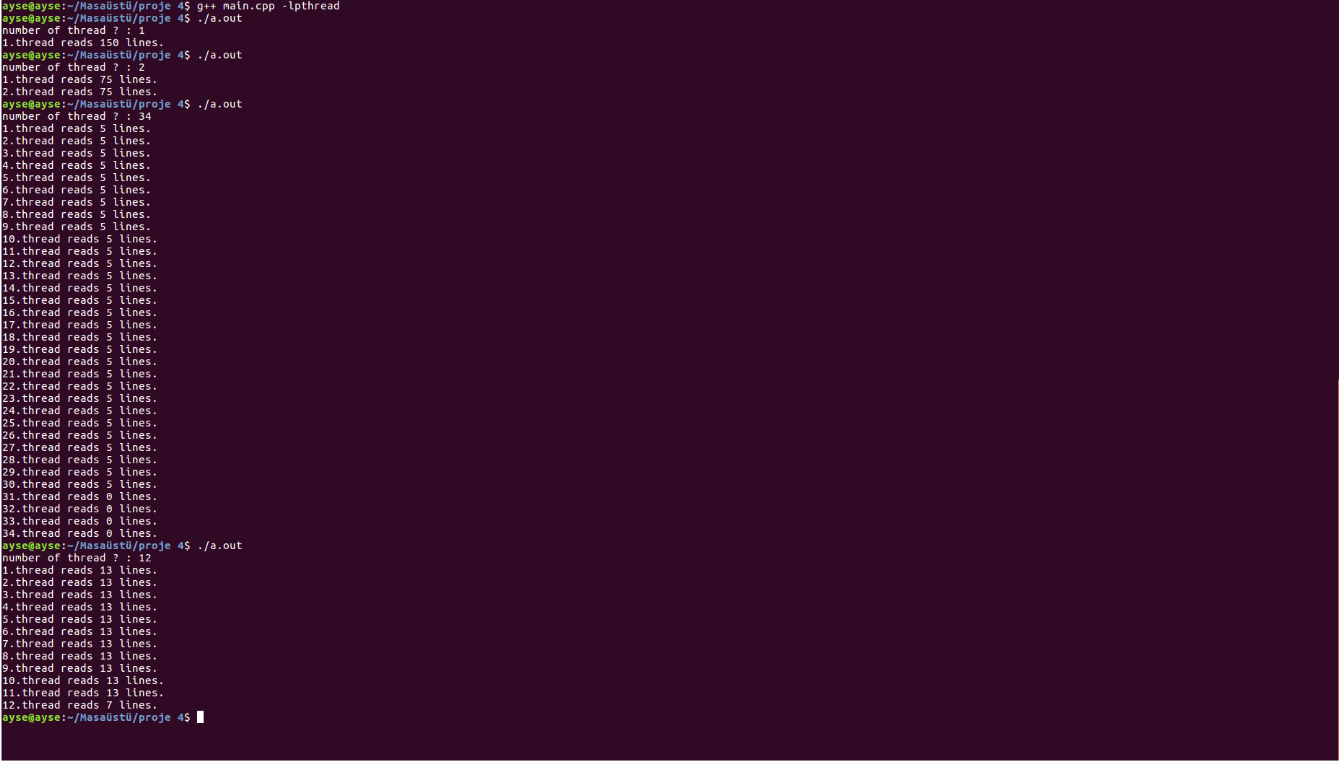 ayse@ayse:~/Masaüstü/proje 4$ g++ main.cpp -lpthread
ayse@ayse:~/Masaüstü/proje 4$ ./a.out
number of thread ? : 1
1.thread reads 150 lines.
ayse@ayse:~/Masaüstü/proje 4$ ./a.out
number of thread ? : 2
1.thread reads 75 lines.
2.thread reads 75 lines.
ayse@ayse:~/Masaüstü/proje 4$ ./a.out
number of thread ? : 34
1.thread reads 5 lines.
2.thread reads 5 lines.
3.thread reads 5 lines.
4.thread reads 5 lines.
5.thread reads 5 lines.
6.thread reads 5 lines.
7.thread reads 5 lines.
8.thread reads 5 lines.
9.thread reads 5 lines.
10.thread reads 5 lines.
11.thread reads 5 lines.
12.thread reads 5 lines.
13.thread reads 5 lines.
14.thread reads 5 lines.
15.thread reads 5 lines.
16.thread reads 5 lines.
17.thread reads 5 lines.
18.thread reads 5 lines.
19.thread reads 5 lines.
20.thread reads 5 lines.
21.thread reads 5 lines.
22.thread reads 5 lines.
23.thread reads 5 lines.
24.thread reads 5 lines.
25.thread reads 5 lines.
26.thread reads 5 lines.
27.thread reads 5 lines.
28.thread reads 5 lines.
29.thread reads 5 lines.
30.thread reads 5 lines.
31.thread reads 0 lines.
32.thread reads 0 lines.
33.thread reads 0 lines.
34.thread reads 0 lines.
ayse@ayse:~/Masaüstü/proje 4$ ./a.out
number of thread ? : 12
1.thread reads 13 lines.
2.thread reads 13 lines.
3.thread reads 13 lines.
4.thread reads 13 lines.
5.thread reads 13 lines.
6.thread reads 13 lines.
7.thread reads 13 lines.
8.thread reads 13 lines.
9.thread reads 13 lines.
10.thread reads 13 lines.
11.thread reads 13 lines.
12.thread reads 7 lines.
ayse@ayse:~/Masaüstü/proje 4$